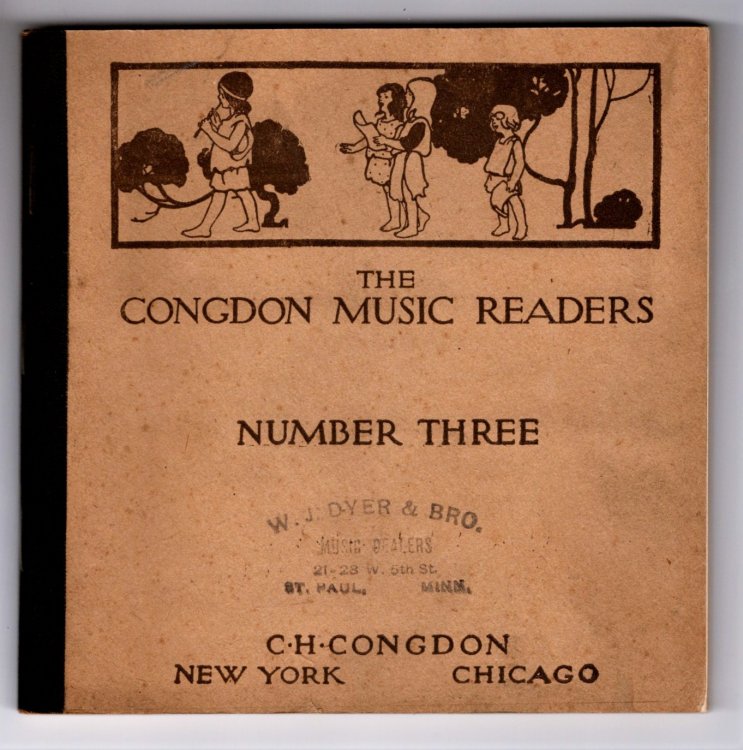 THE
CONGDON MUSIC READERS
NUMBER THREE
W. J. DYER & BRO.
MUSIC DEALERS
21-23 W. 5th St.
ST. PAUL, MINN.
C·H·CONGDON
NEW YORK CHICAGO